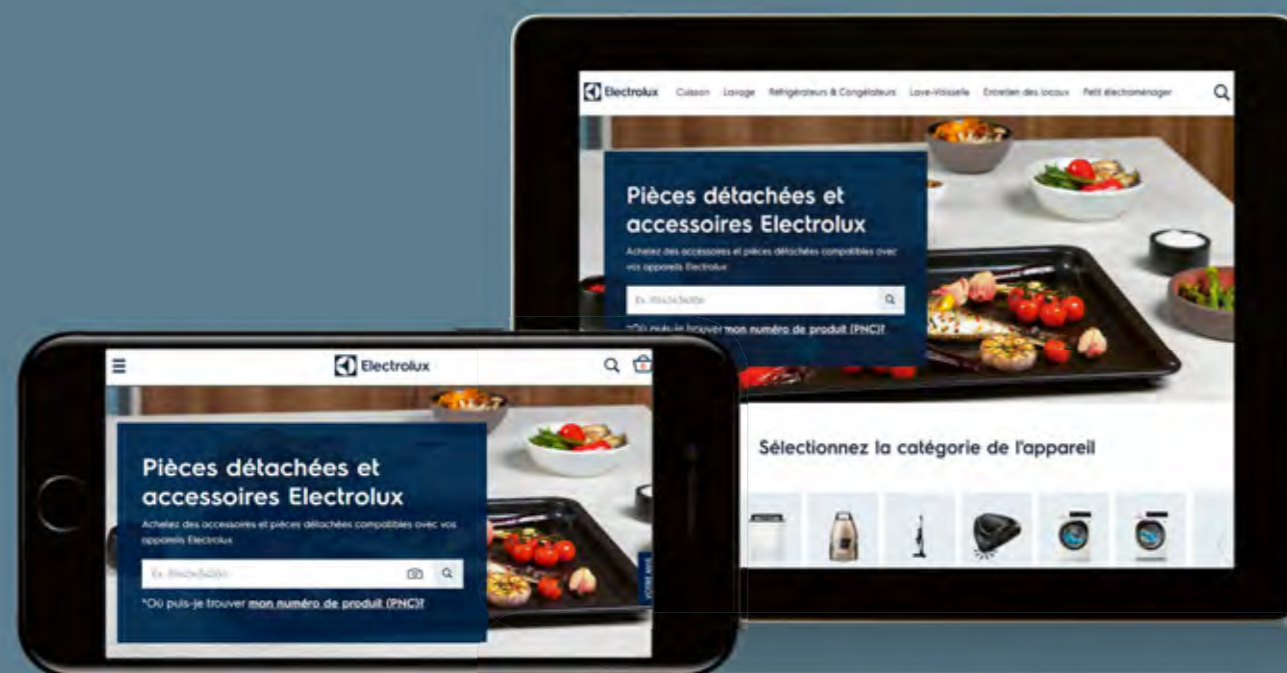 Electrolux
Cuisson Lavage Réfrigérateurs & Congélateurs Lave-Vaisselle Entretien des locaux Petit électroménager
Pièces détachées et
accessoires Electrolux
Achetez des accessoires et pièces détachées compatibles avec
vos appareils Electrolux
*Où puis-je trouver mon numéro de produit (PNC)?
Sélectionnez la catégorie de l'appareil
Electrolux
Pièces détachées et
accessoires Electrolux
Achetez des accessoires et pièces détachées compatibles avec vos
appareils Electrolux
*Où puis-je trouver mon numéro de produit (PNC)?
VOTRE AVIS